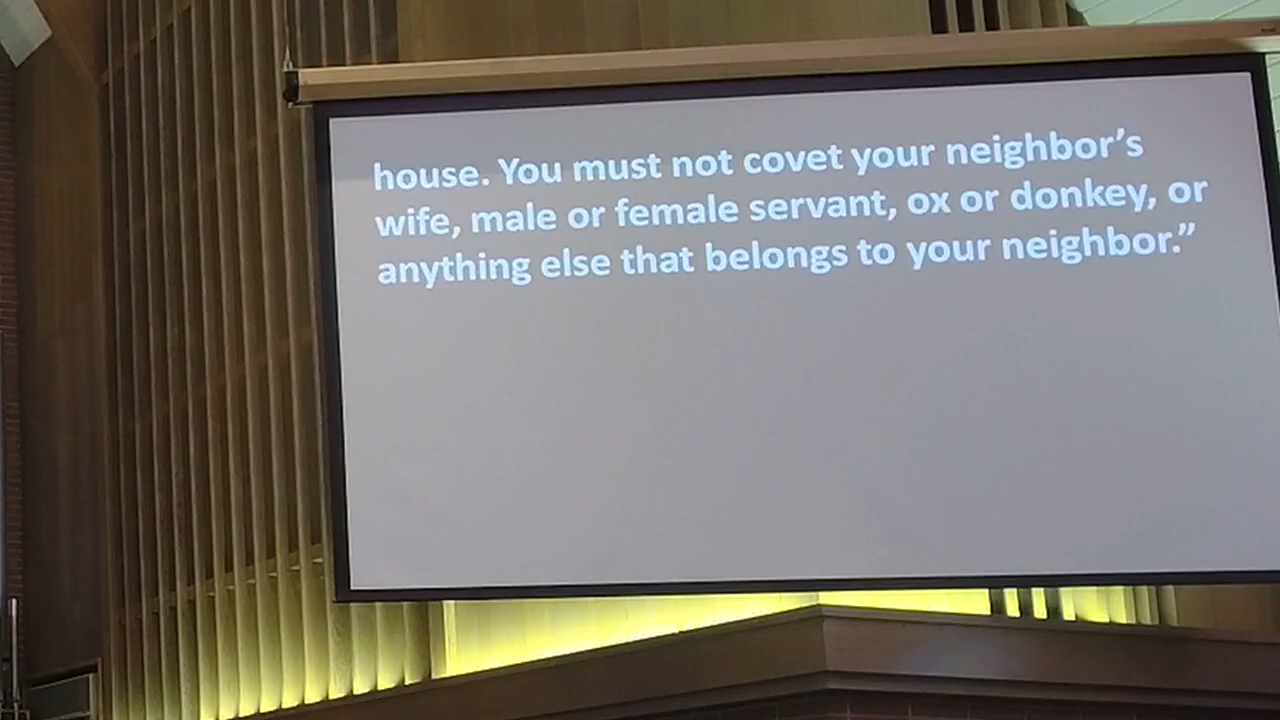 house. You must not covet your neighbor’s
wife, male or female servant, ox or donkey, or
anything else that belongs to your neighbor.”